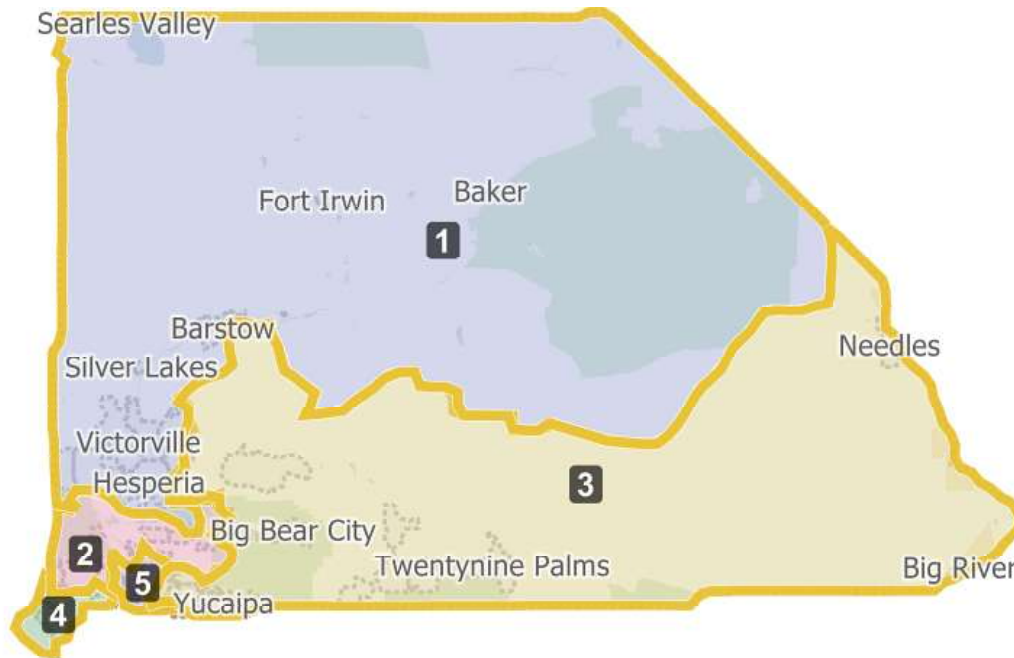 Searles Valley
Fort Irwin
Baker
1
Barstow
Needles
Silver Lakes
Victorville
Hesperia
3
Big Bear City
2
Twentynine Palms
Big River
5
Yucaipa
4